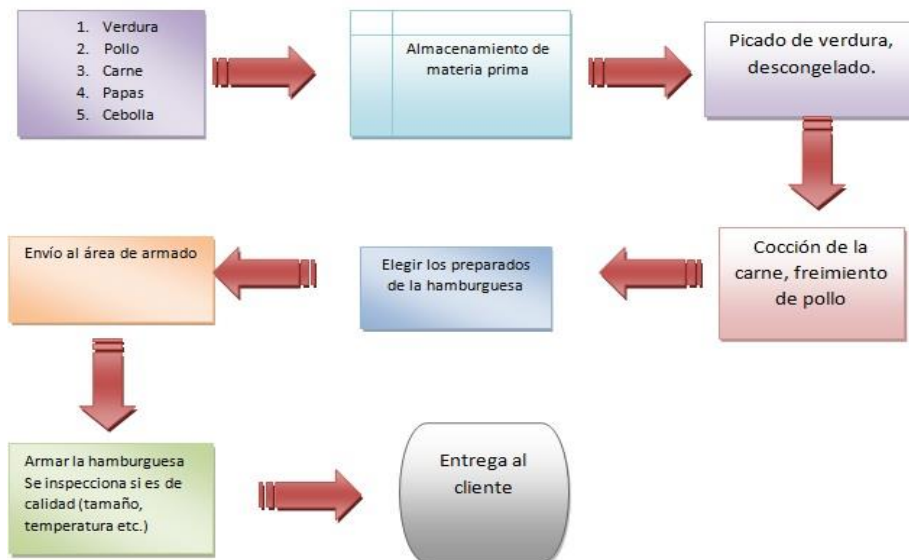 1. Verdura
2. Pollo
3. Carne
4. Papas
5. Cebolla
Almacenamiento de
materia prima
Picado de verdura,
descongelado.
Cocción de la
carne, freimiento
de pollo
Elegir los preparados
de la hamburguesa
Envío al área de armado
Armar la hamburguesa
Se inspecciona si es de
calidad (tamaño,
temperatura etc.)
Entrega al
cliente